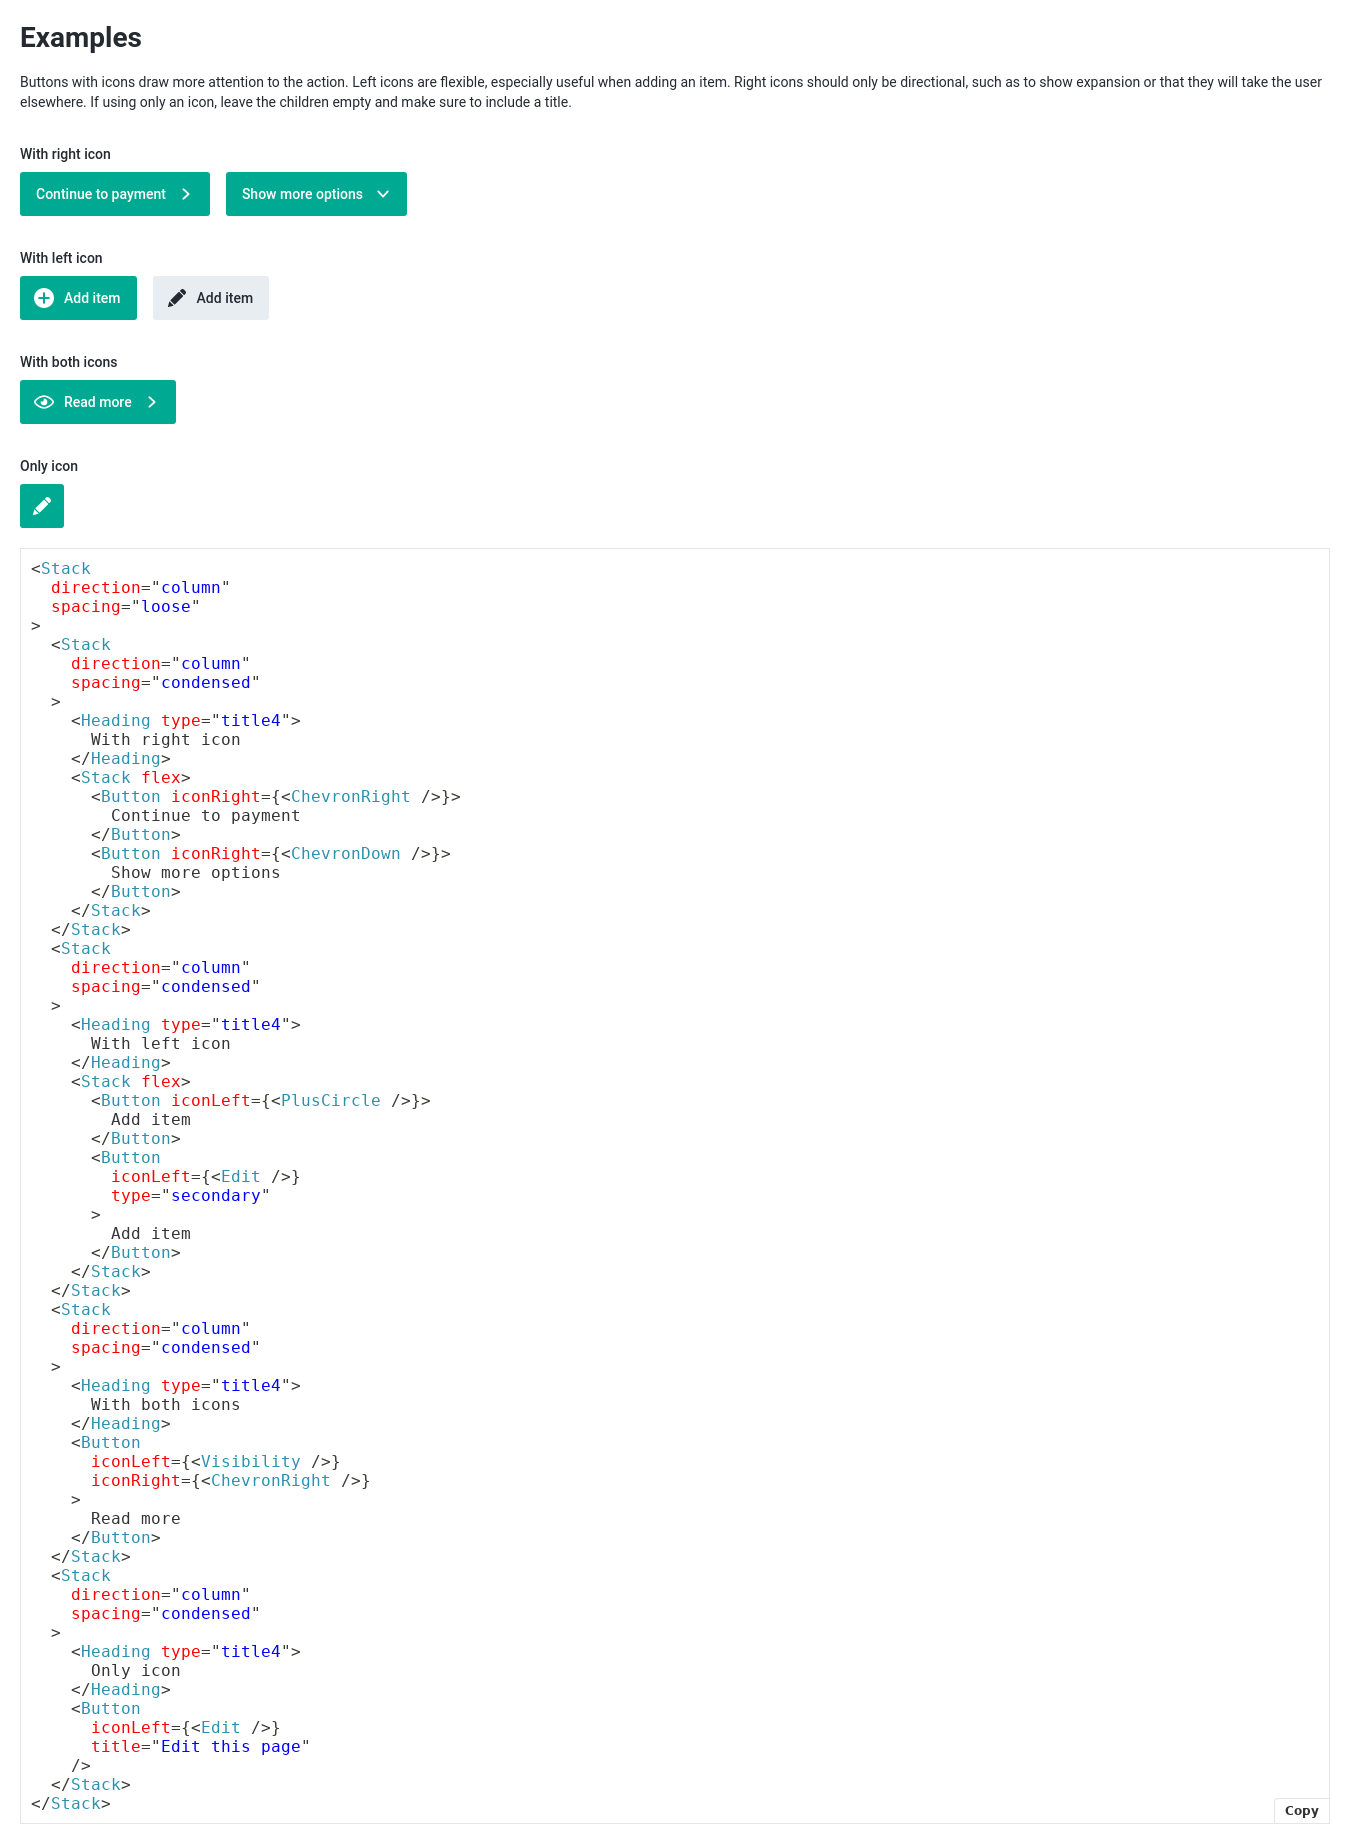 Examples
Buttons with icons draw more attention to the action. Left icons are flexible, especially useful when adding an item. Right icons should only be directional, such as to show expansion or that they will take the user
elsewhere. If using only an icon, leave the children empty and make sure to include a title.
With right icon
Continue to payment
Show more options
With left icon
Add item
Add item
With both icons
Read more
Only icon
<Stack
  direction="column"
  spacing="loose"
>
  <Stack
    direction="column"
    spacing="condensed"
  >
    <Heading type="title4">
      With right icon
    </Heading>
    <Stack flex>
      <Button iconRight={<ChevronRight />}>
        Continue to payment
      </Button>
      <Button iconRight={<ChevronDown />}>
        Show more options
      </Button>
    </Stack>
  </Stack>
  <Stack
    direction="column"
    spacing="condensed"
  >
    <Heading type="title4">
      With left icon
    </Heading>
    <Stack flex>
      <Button iconLeft={<PlusCircle />}>
        Add item
      </Button>
      <Button
        iconLeft={<Edit />}
        type="secondary"
      >
        Add item
      </Button>
    </Stack>
  </Stack>
  <Stack
    direction="column"
    spacing="condensed"
  >
    <Heading type="title4">
      With both icons
    </Heading>
    <Button
      iconLeft={<Visibility />}
      iconRight={<ChevronRight />}
    >
      Read more
    </Button>
  </Stack>
  <Stack
    direction="column"
    spacing="condensed"
  >
    <Heading type="title4">
      Only icon
    </Heading>
    <Button
      iconLeft={<Edit />}
      title="Edit this page"
    />
  </Stack>
</Stack>
Copy